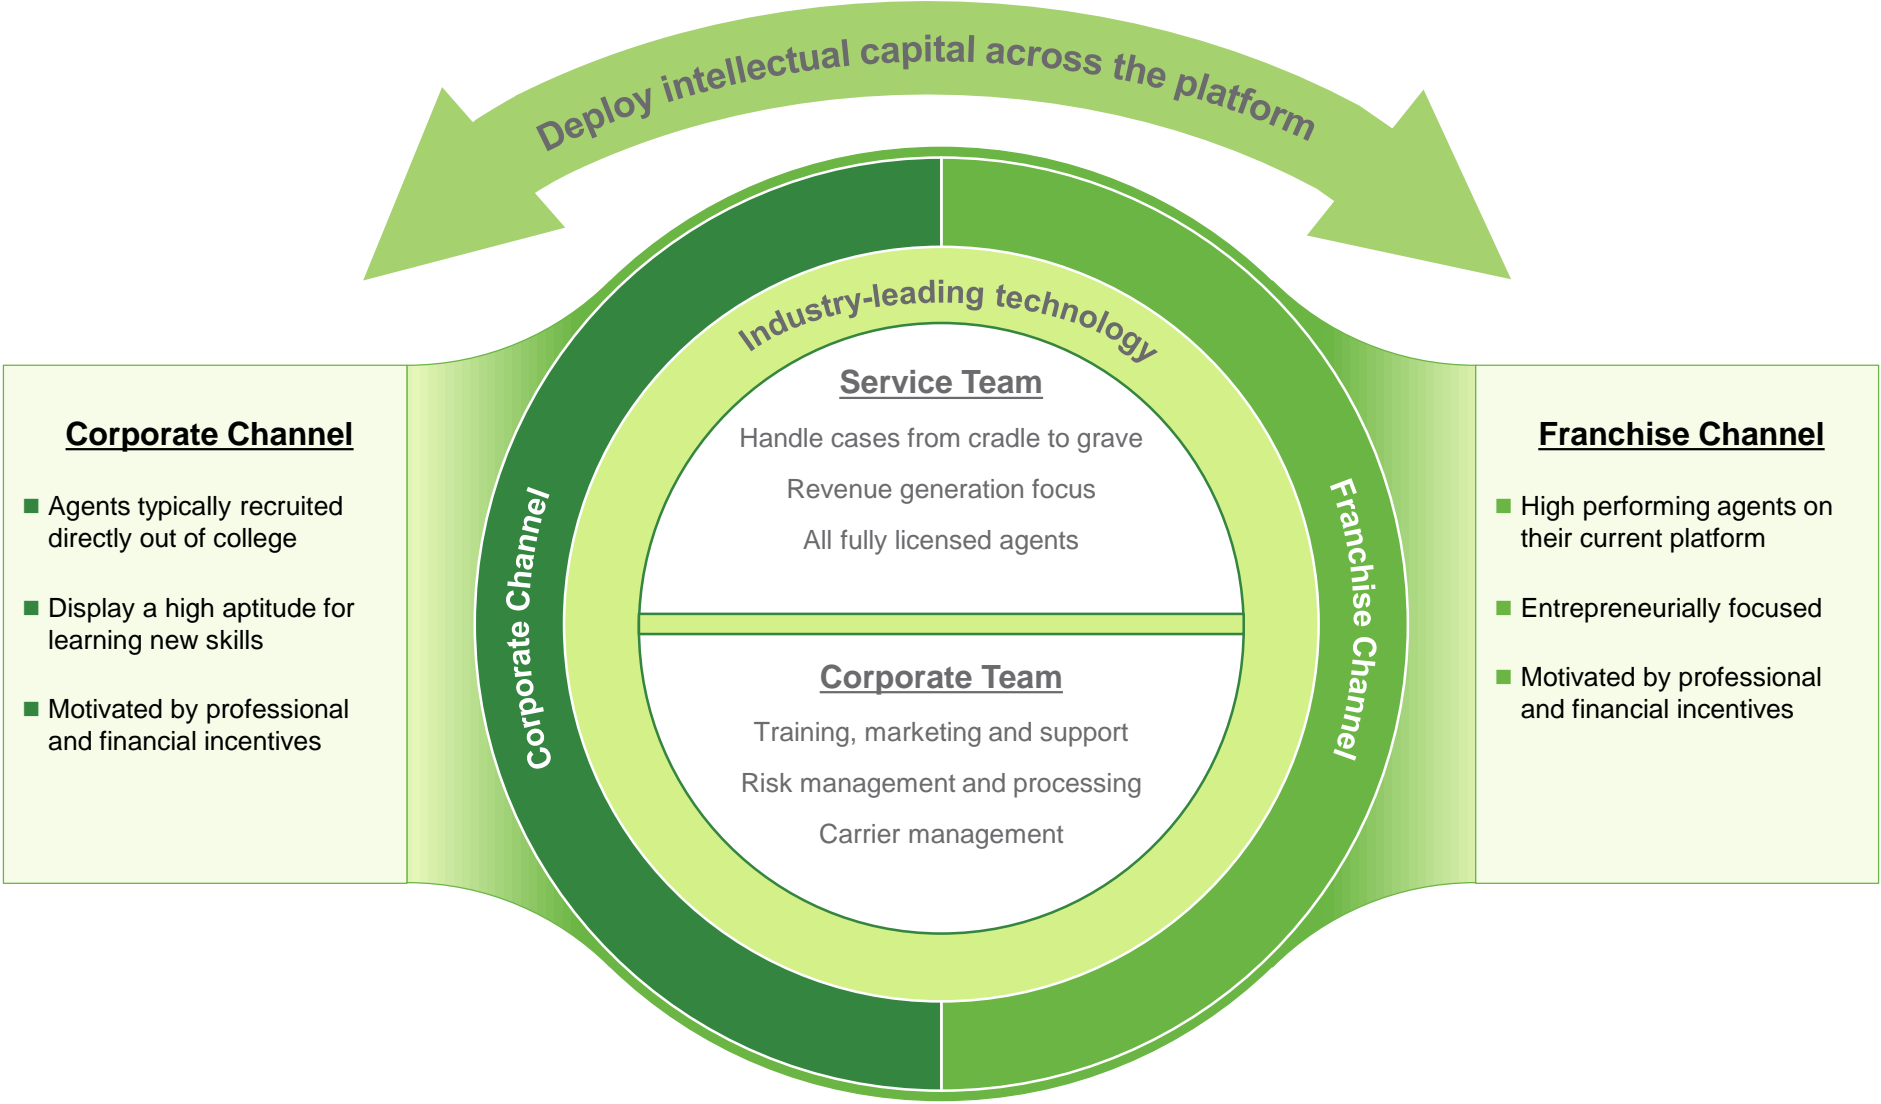 Deploy intellectual capital across the platform
Industry-leading technology
Corporate Channel
Agents typically recruited
directly out of college
Display a high aptitude for
learning new skills
Motivated by professional
and financial incentives
Corporate Channel
Service Team
Handle cases from cradle to grave
Revenue generation focus
All fully licensed agents
Corporate Team
Training, marketing and support
Risk management and processing
Carrier management
Franchise Channel
Franchise Channel
High performing agents on
their current platform
Entrepreneurially focused
Motivated by professional
and financial incentives